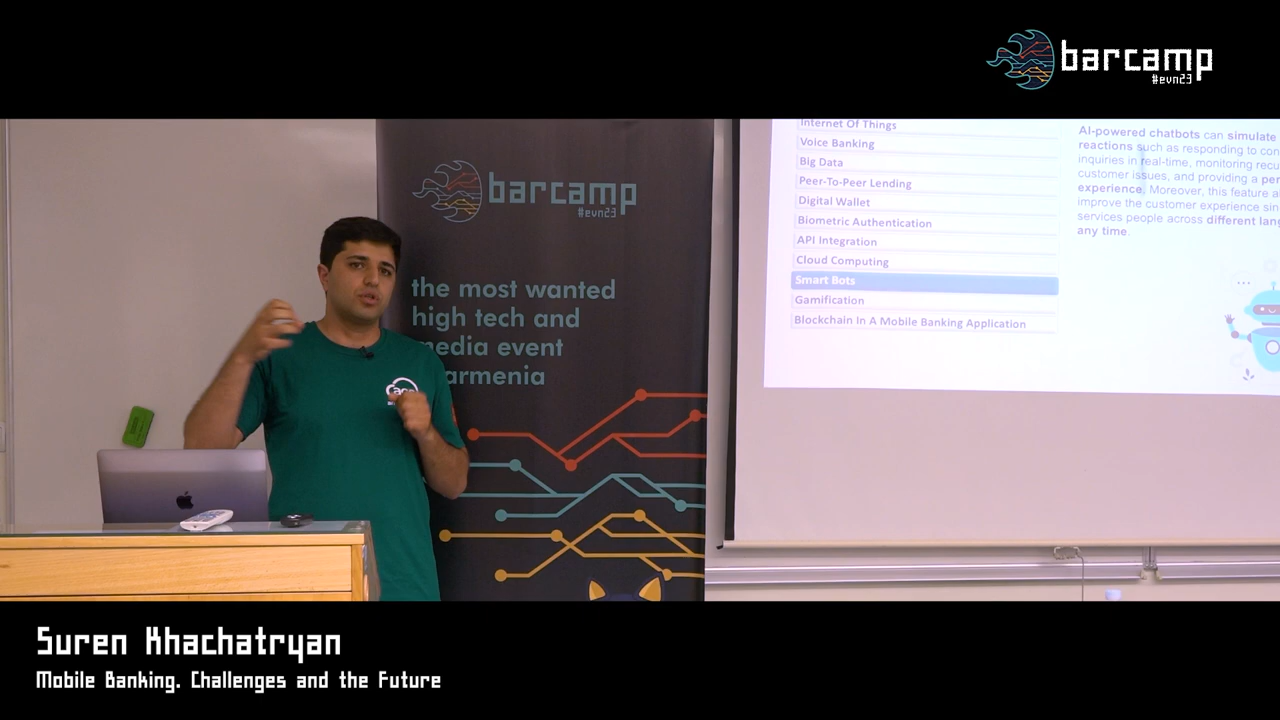 barcamp
#evn23
barcamp
#evn23
the most wanted
high tech and
media event
armenia
Internet Of Things
Voice Banking
Big Data
Peer-To-Peer Lending
Digital Wallet
Biometric Authentication
API Integration
Cloud Computing
Smart Bots
Gamification
Blockchain In A Mobile Banking Application
AI-powered chatbots can simulate
reactions such as responding to
inquiries in real-time, monitoring
customer issues, and providing a
experience. Moreover, this feature
improve the customer experience
services people across different
any time.
Suren Khachatryan
Mobile Banking. Challenges and the Future